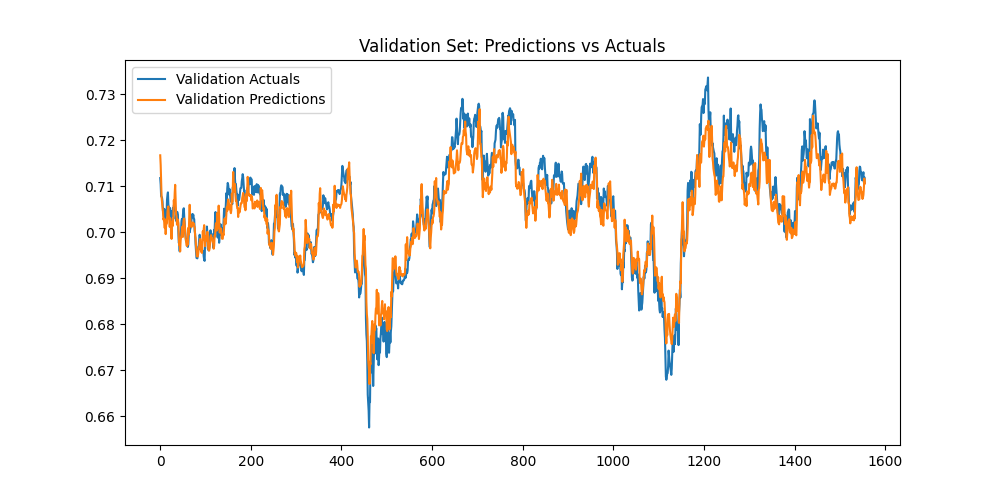 Validation Set: Predictions vs Actuals
Validation Actuals
Validation Predictions
0.73
0.72
0.71
0.70
0.69
0.68
0.67
0.66
0 200 400 600 800 1000 1200 1400 1600